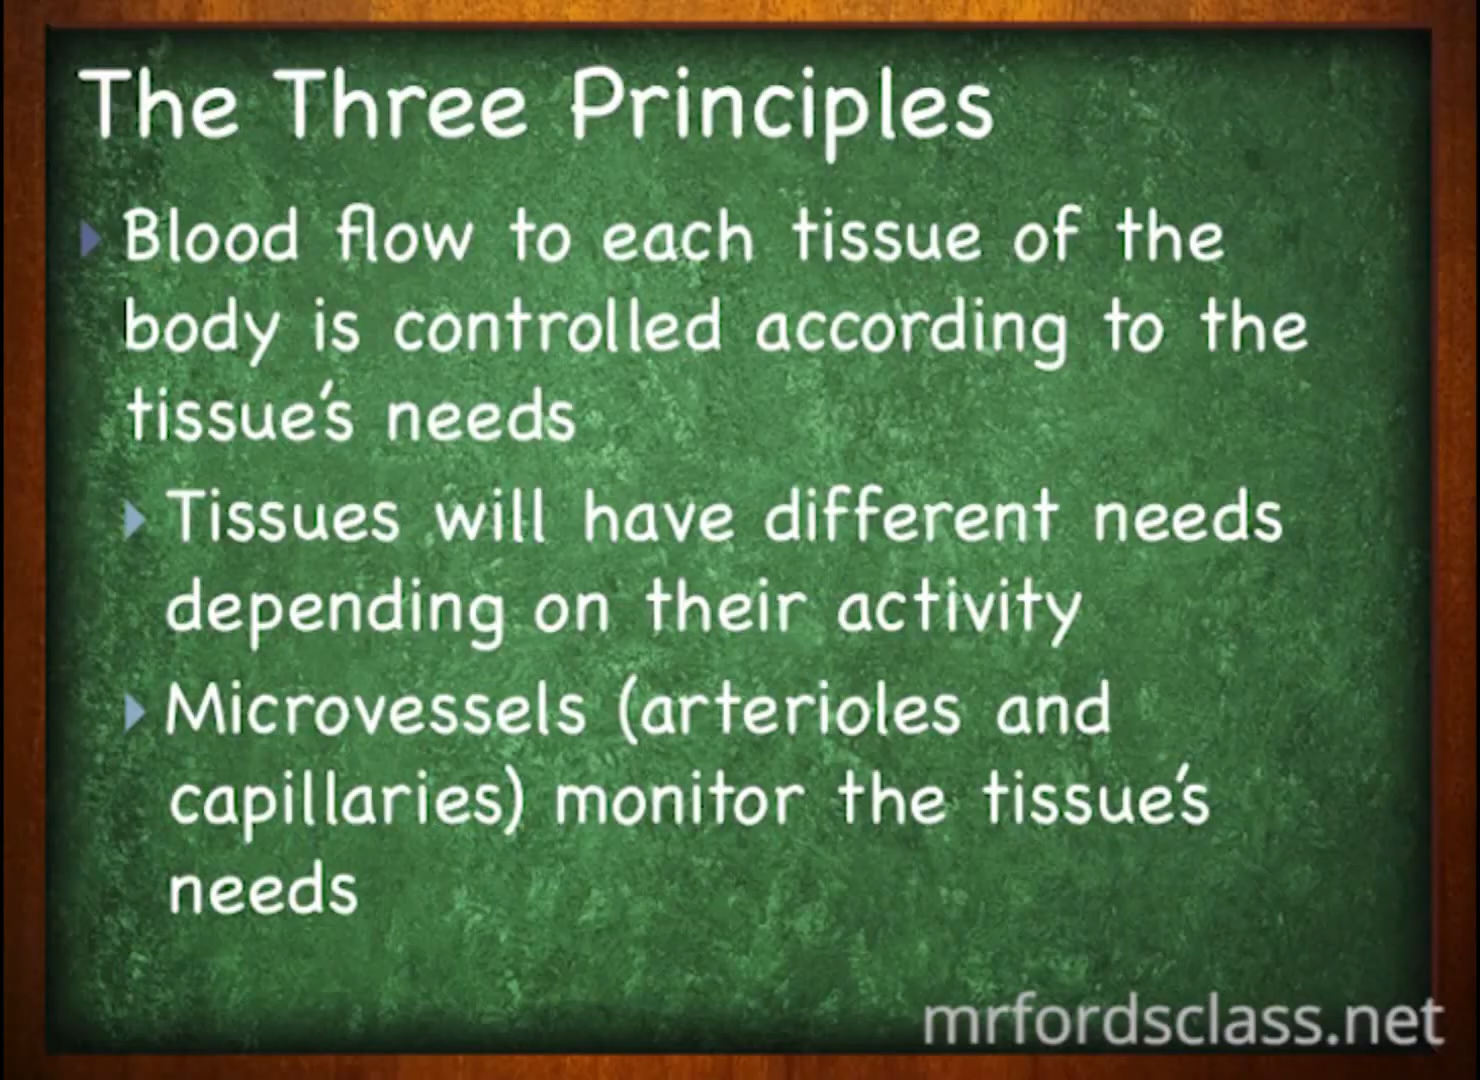 The Three Principles
Blood flow to each tissue of the
body is controlled according to the
tissue's needs
Tissues will have different needs
depending on their activity
Microvessels (arterioles and
capillaries) monitor the tissue's
needs
mrfordsclass.net